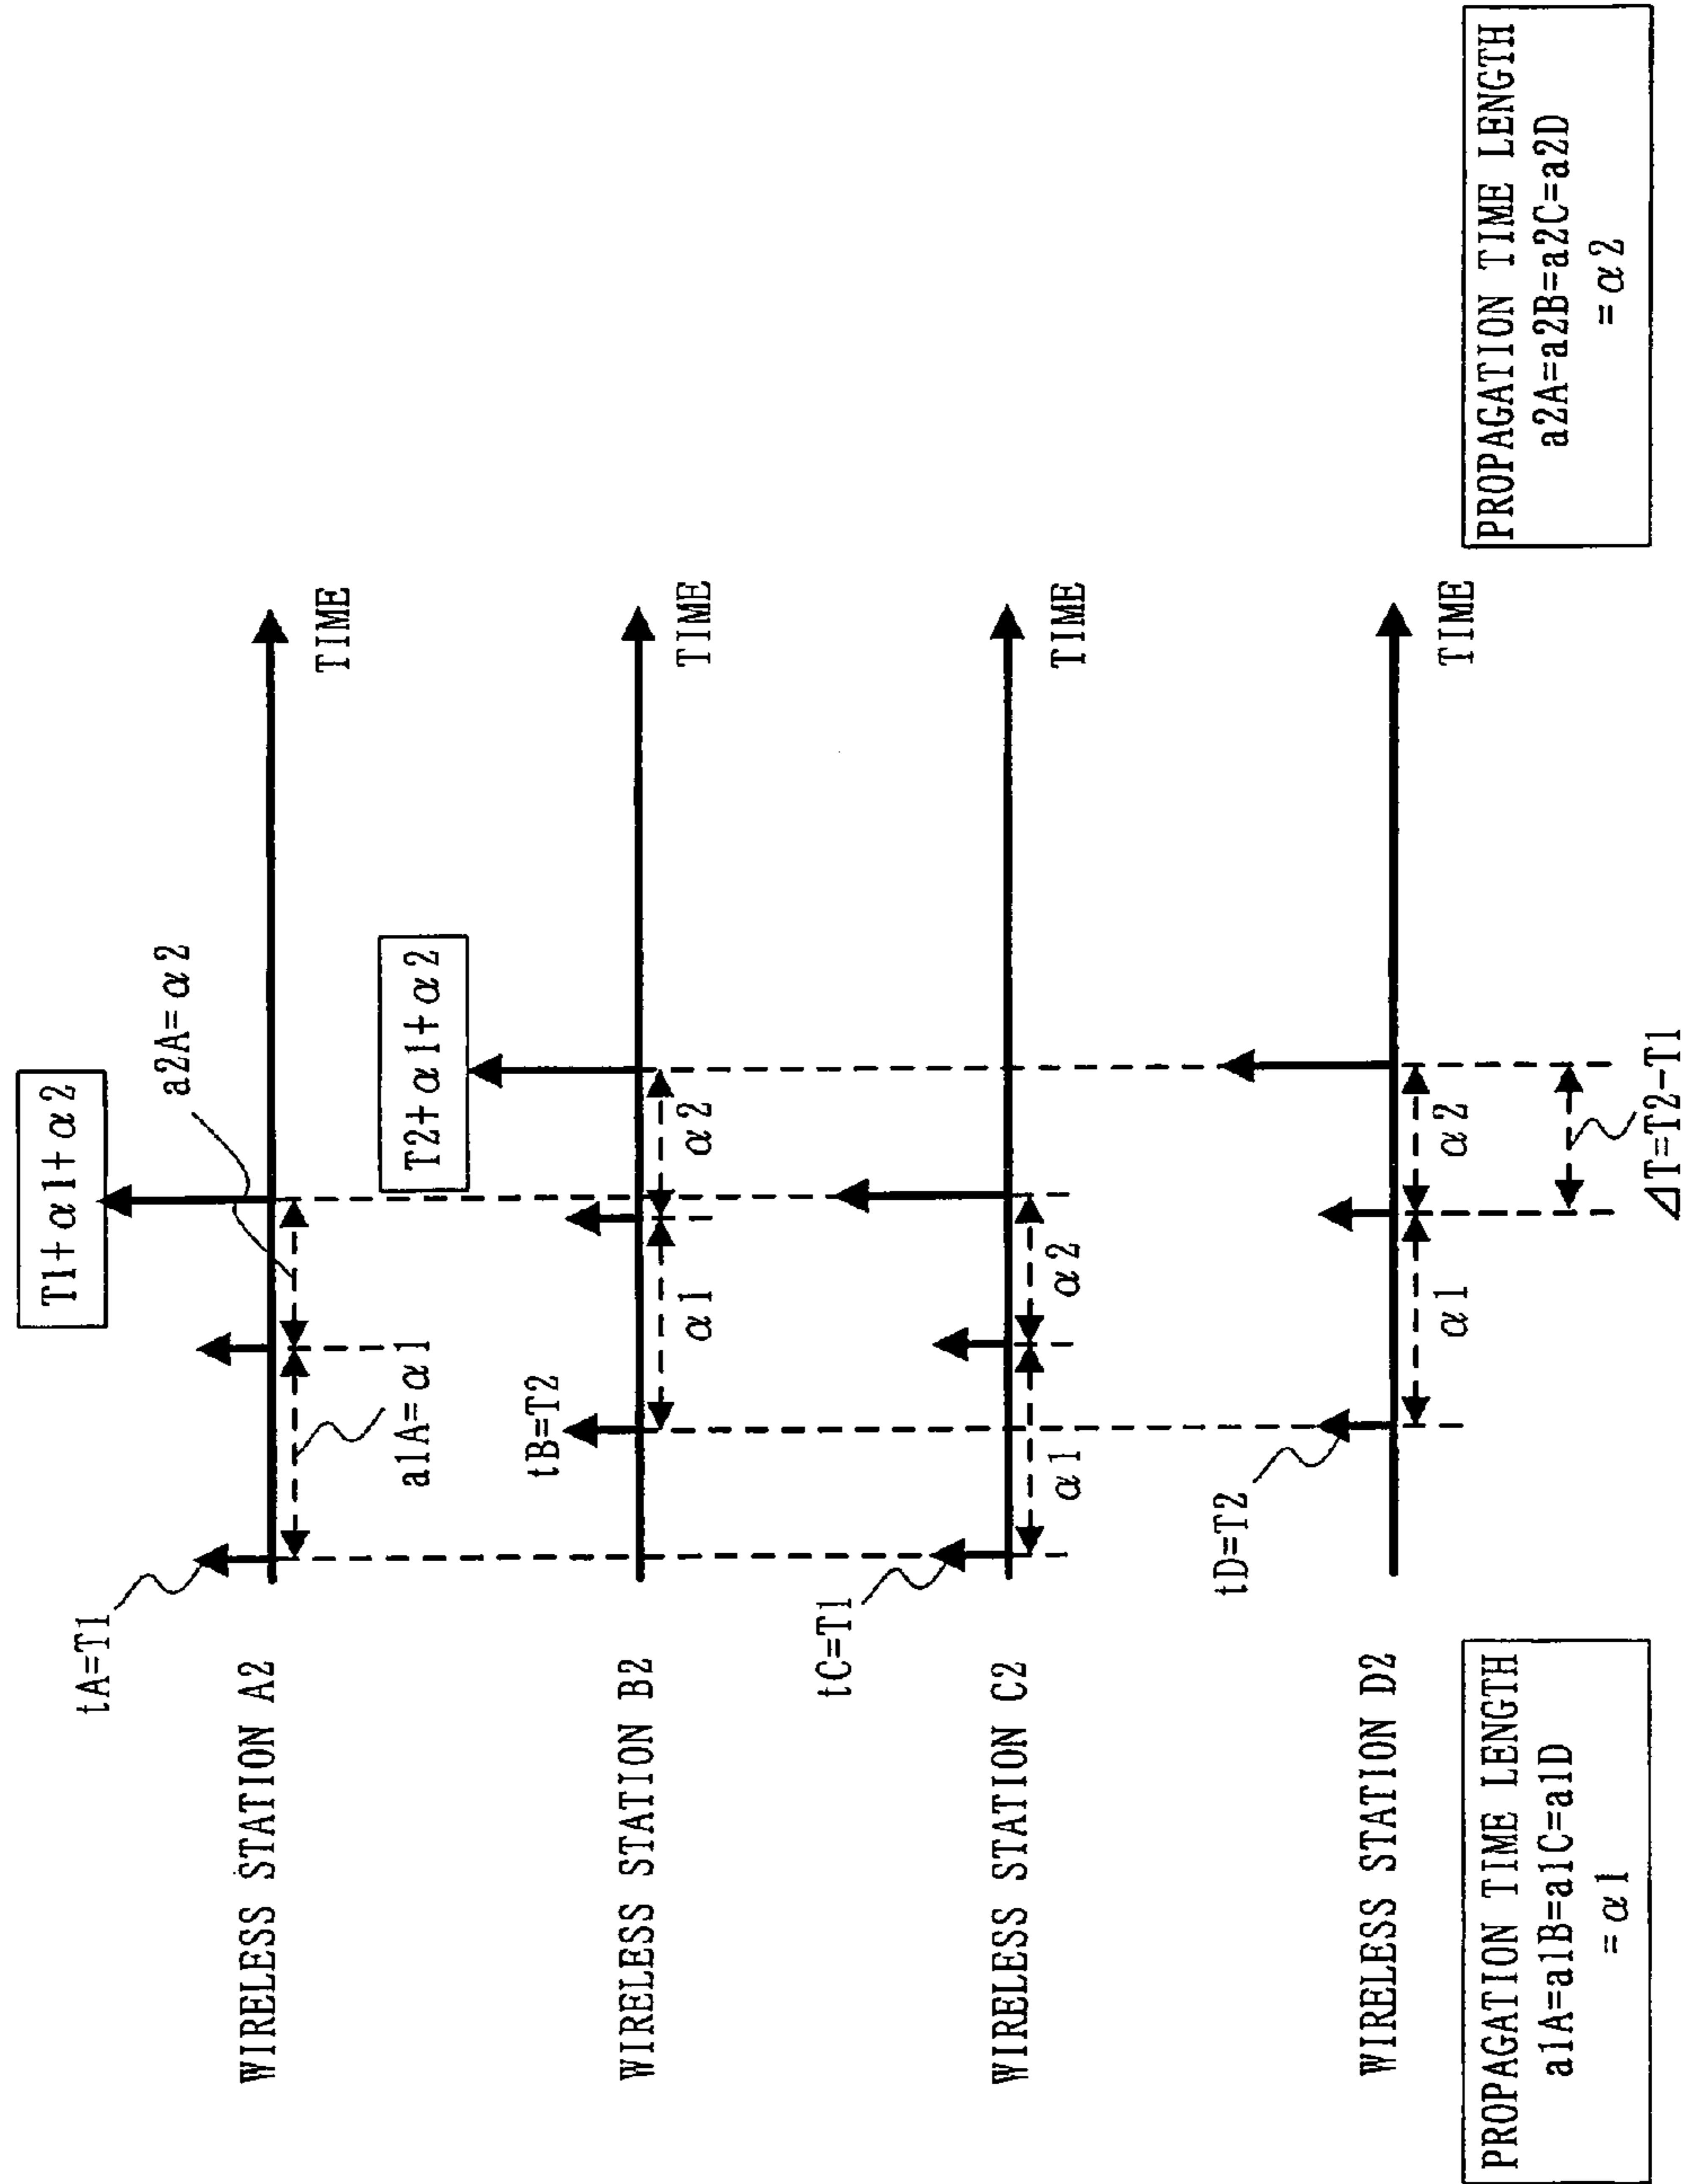 T1+α1+α2
tA=T1
a2A=α2
WIRELESS STATION A2
TIME
a1A=α1
T2+α1+α2
tB=T2
WIRELESS STATION B2
α1
α2
TIME
tC=T1
WIRELESS STATION C2
α1
α2
TIME
tD=T2
WIRELESS STATION D2
α1
α2
TIME
PROPAGATION TIME LENGTH
a1A=a1B=a1C=a1D
=α1
ΔT=T2-T1
PROPAGATION TIME LENGTH
a2A=a2B=a2C=a2D
=α2